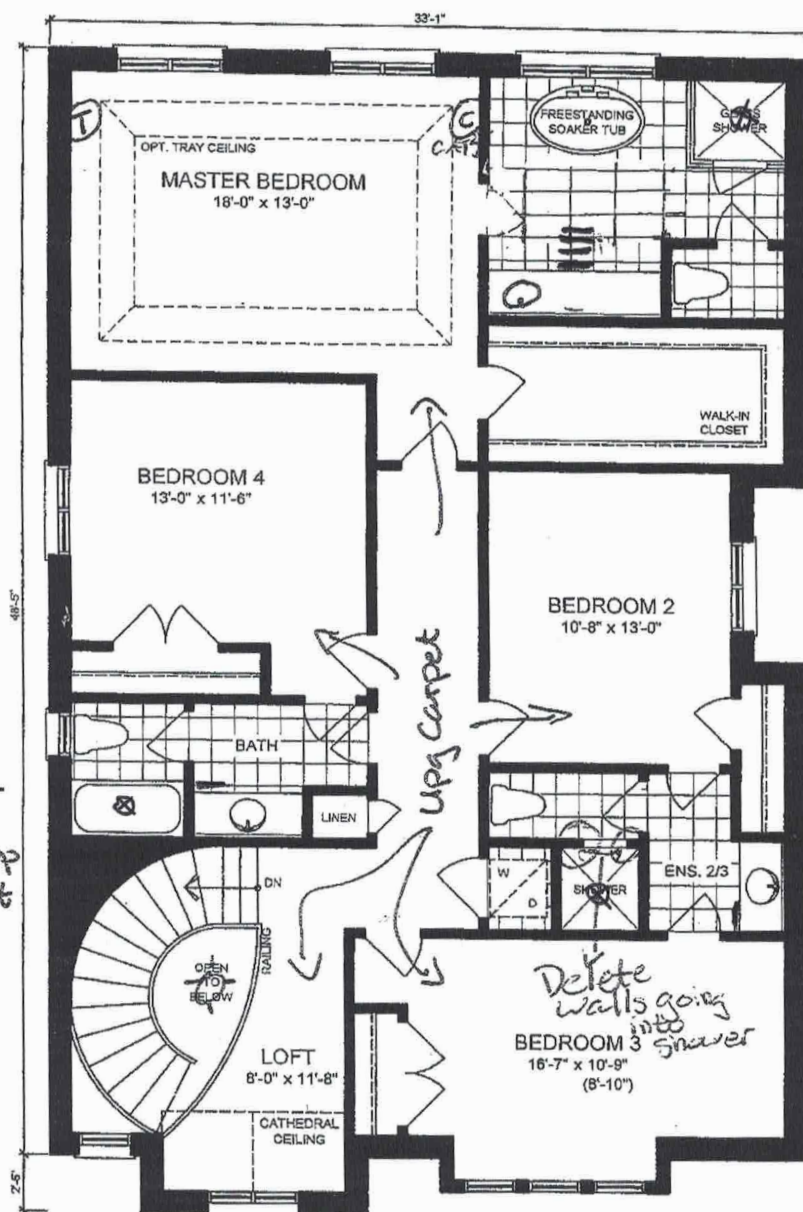 33'-1"
T
C
OPT. TRAY CEILING
MASTER BEDROOM
18'-0" x 13'-0"
FREESTANDING
SOAKER TUB
GLASS
SHOWER
WALK-IN
CLOSET
BEDROOM 4
13'-0" x 11'-6"
BEDROOM 2
10'-8" x 13'-0"
48'-5"
upg carpet
BATH
LINEN
W
D
SHOWER
ENS. 2/3
DN
RAILING
OPEN
TO
BELOW
Delete
walls going
into
shower
LOFT
8'-0" x 11'-8"
BEDROOM 3
16'-7" x 10'-9"
(8'-10")
CATHEDRAL
CEILING
2'-6"